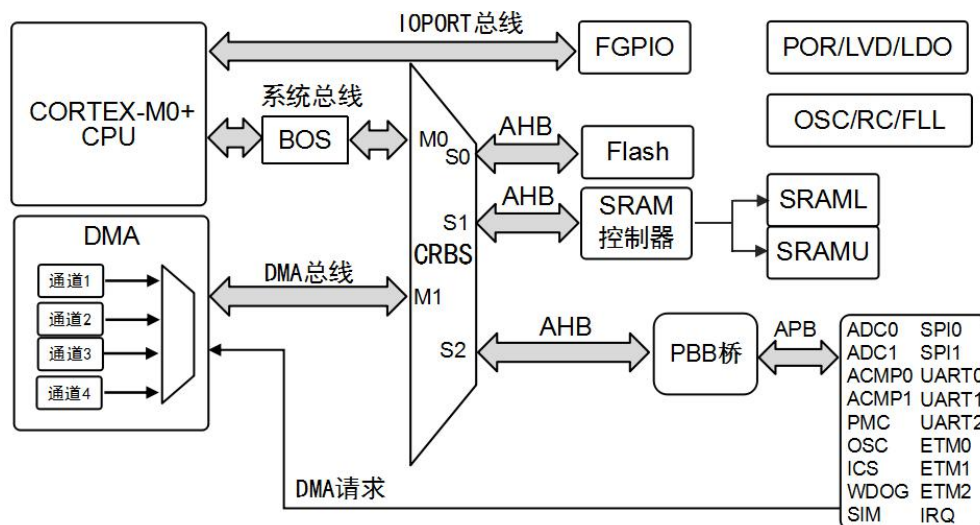 IOPORT总线
CORTEX-M0+
CPU
FGPIO
POR/LVD/LDO
系统总线
BOS
M0
S0
AHB
Flash
OSC/RC/FLL
S1
AHB
SRAM
控制器
SRAML
SRAMU
CRBS
DMA
通道1
通道2
通道3
通道4
DMA总线
M1
S2
AHB
PBB桥
APB
ADC0 SPI0
ADC1 SPI1
ACMP0 UART0
ACMP1 UART1
PMC UART2
OSC ETM0
ICS ETM1
WDOG ETM2
SIM IRQ
DMA请求